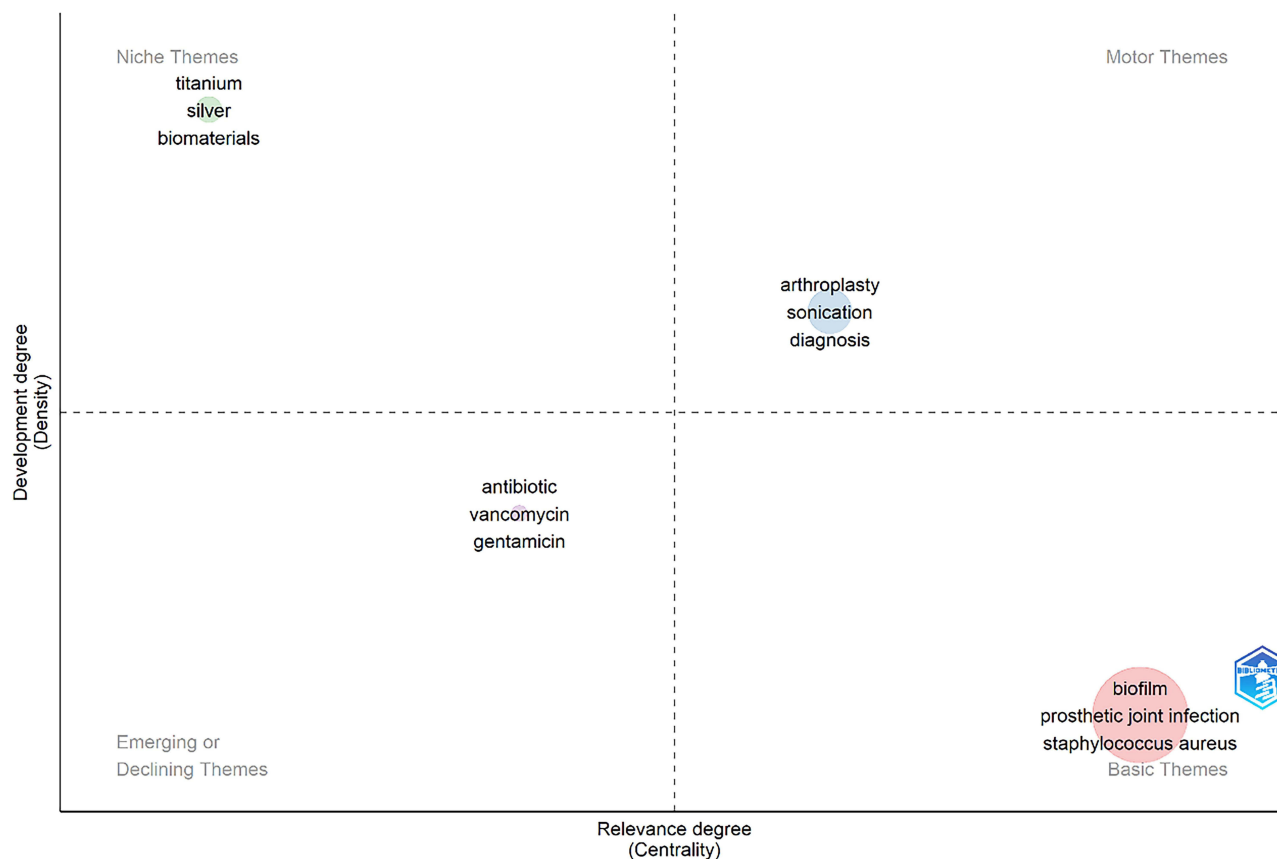 Niche Themes
titanium
silver
biomaterials
Motor Themes
arthroplasty
sonication
diagnosis
Development degree
(Density)
antibiotic
vancomycin
gentamicin
biofilm
prosthetic joint infection
staphylococcus aureus
Emerging or
Declining Themes
Basic Themes
Relevance degree
(Centrality)